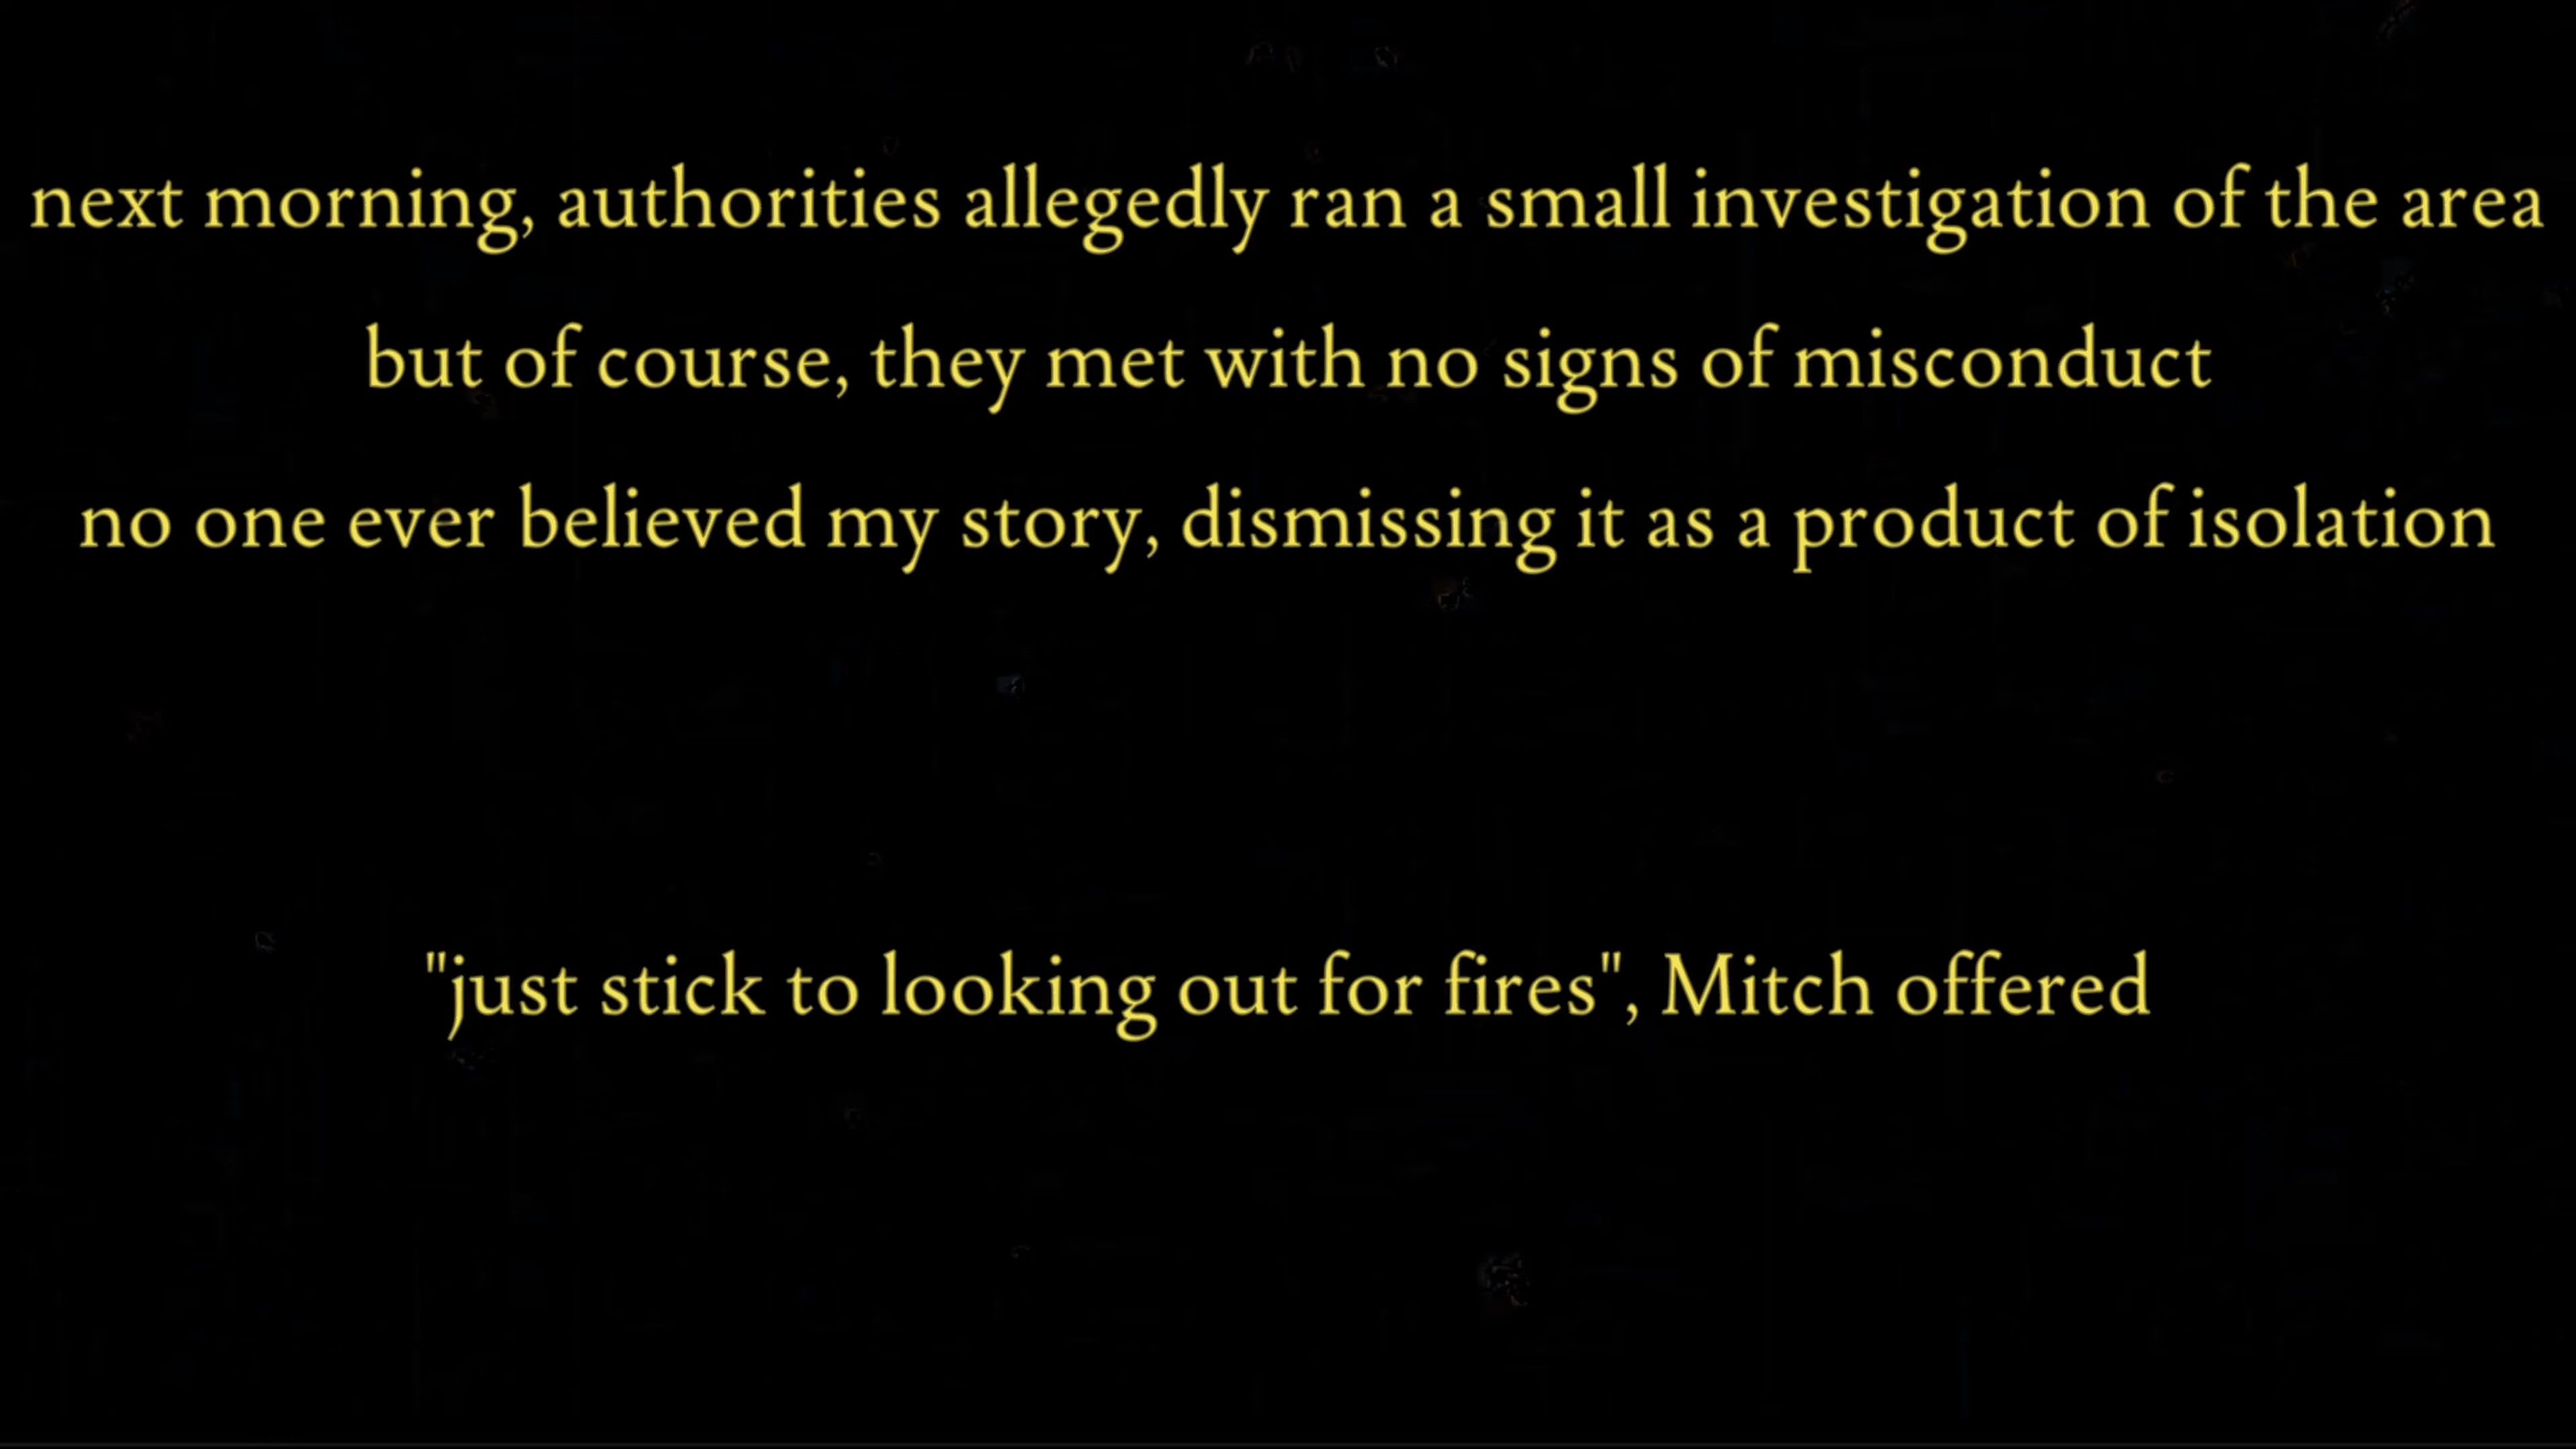 next morning, authorities allegedly ran a small investigation of the area
but of course, they met with no signs of misconduct
no one ever believed my story, dismissing it as a product of isolation
"just stick to looking out for fires", Mitch offered